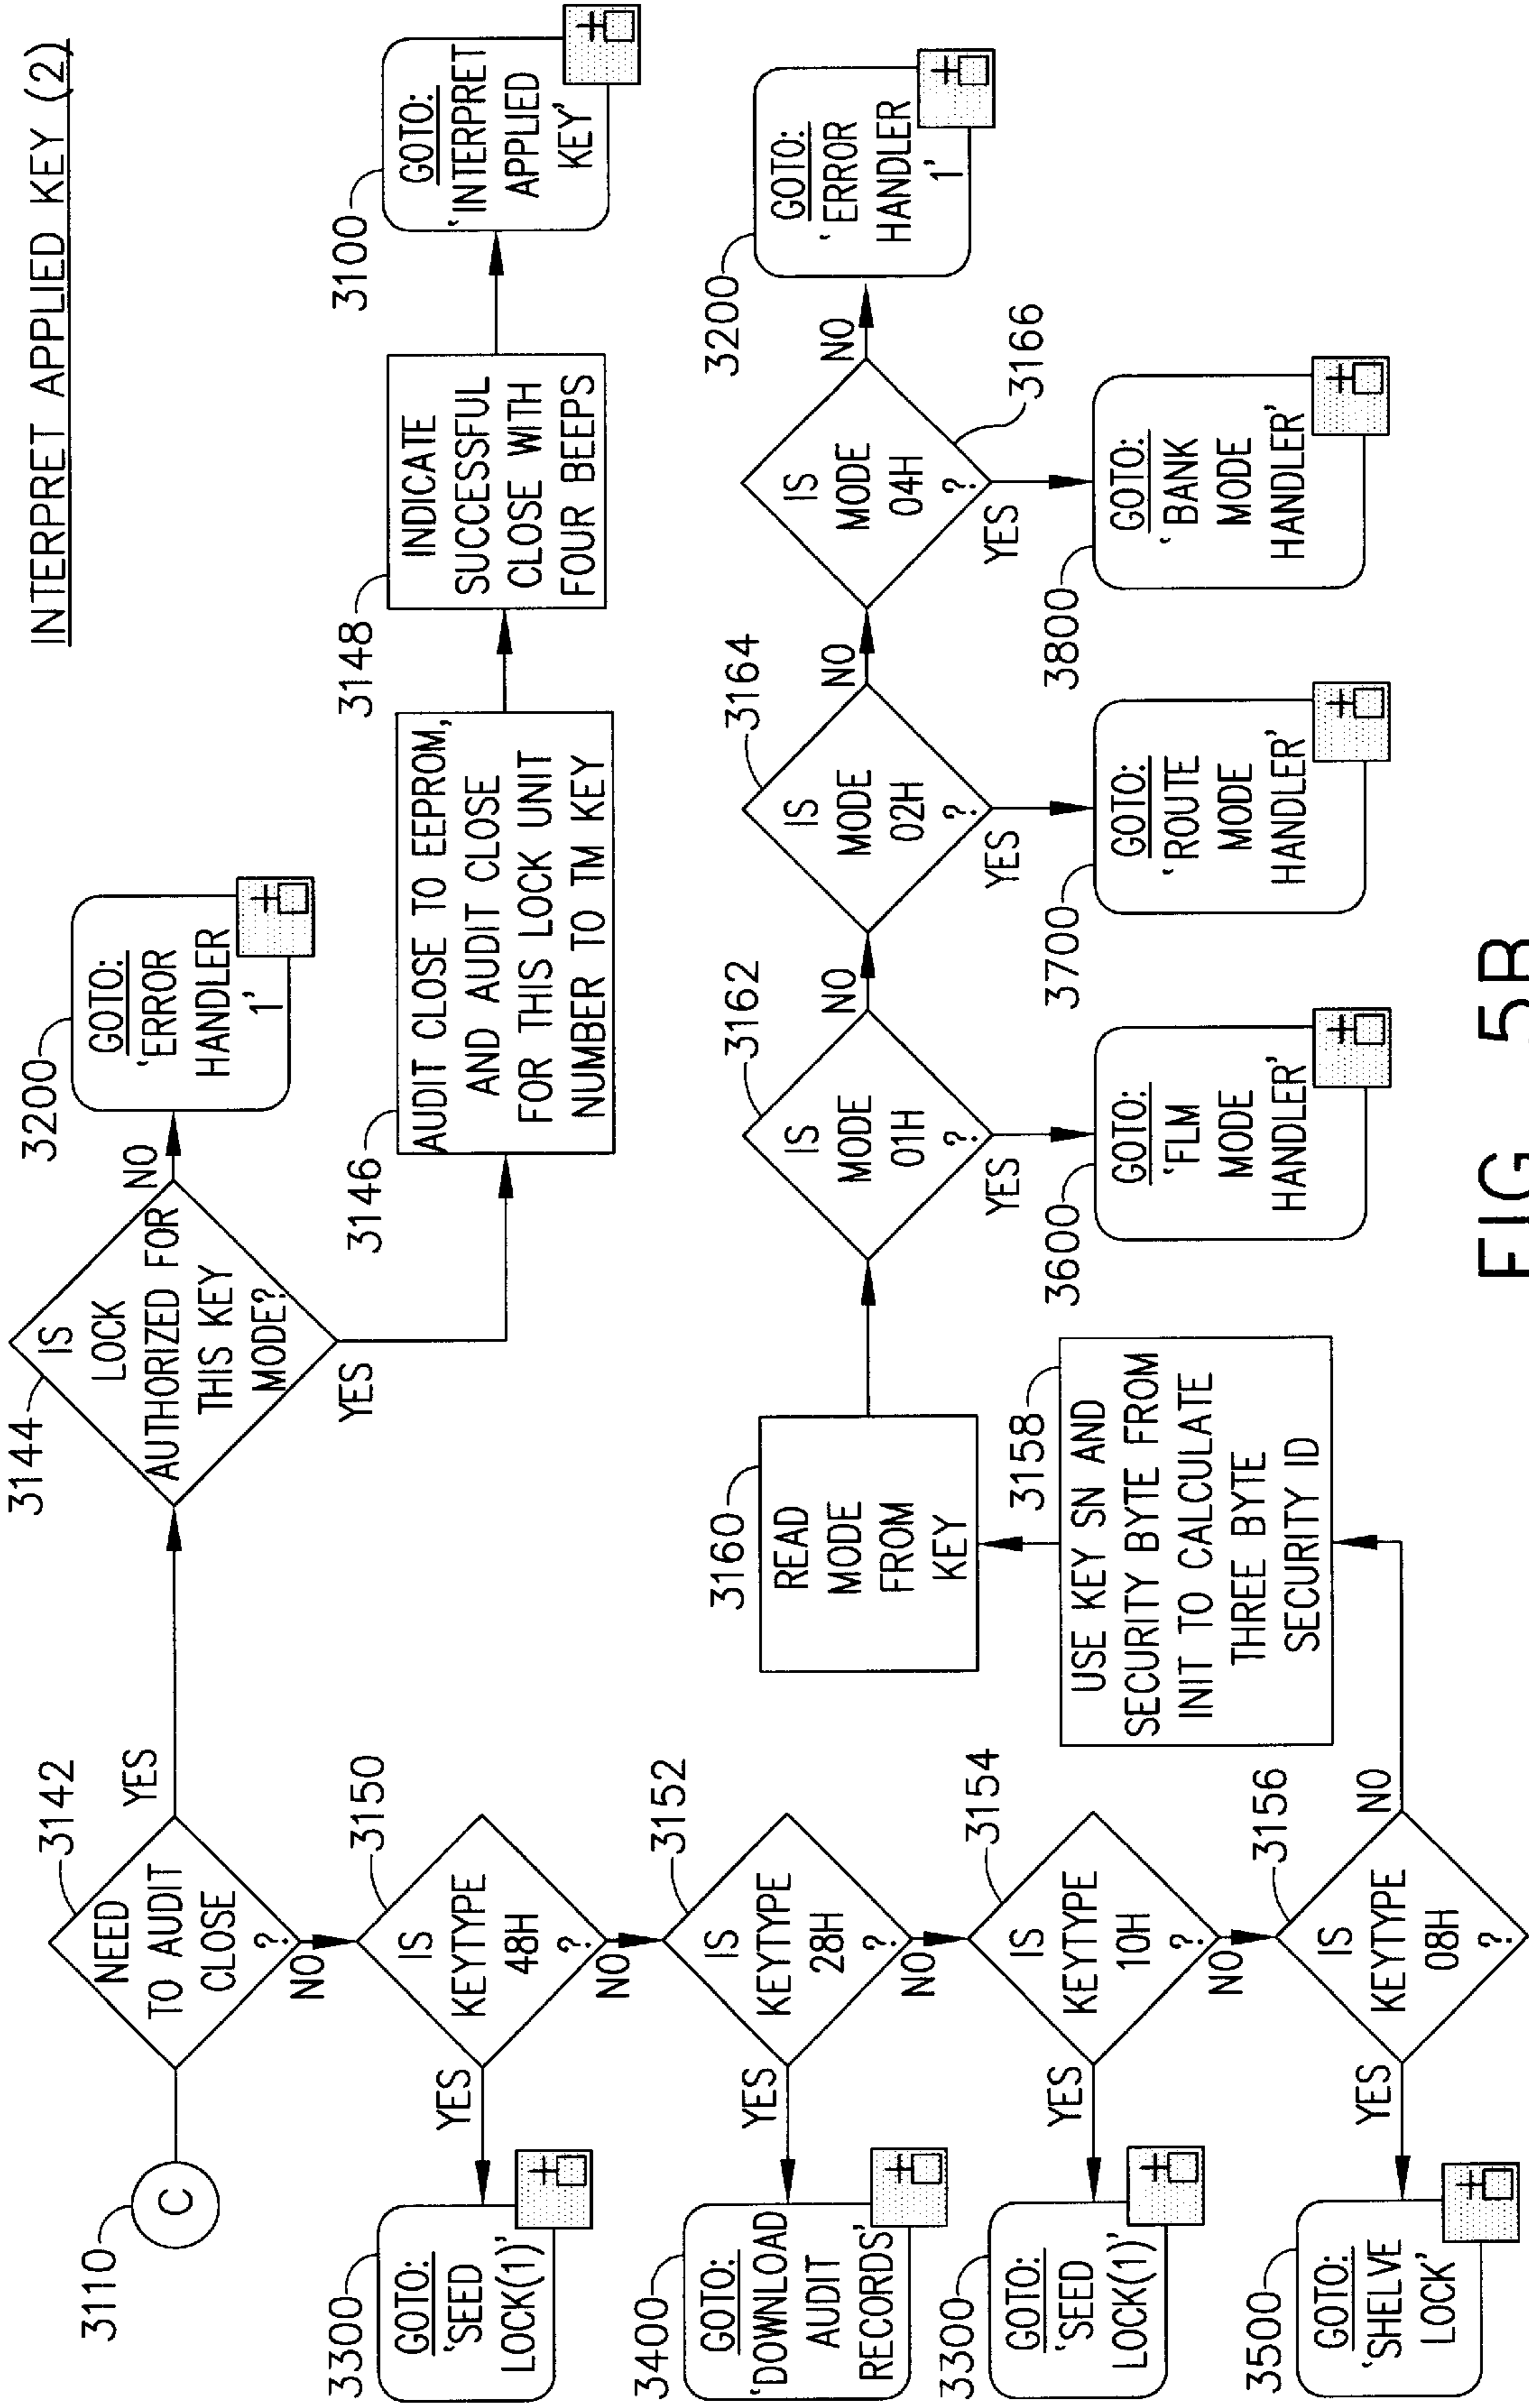 INTERPRET APPLIED KEY (2)
3110
C
3142
NEED
TO AUDIT
CLOSE
?
YES
NO
3144
IS
LOCK
AUTHORIZED FOR
THIS KEY
MODE?
NO
YES
3200
GOTO:
'ERROR
HANDLER
1'
3146
AUDIT CLOSE TO EEPROM,
AND AUDIT CLOSE
FOR THIS LOCK UNIT
NUMBER TO TM KEY
3148
INDICATE
SUCCESSFUL
CLOSE WITH
FOUR BEEPS
3100
GOTO:
'INTERPRET
APPLIED
KEY'
3150
IS
KEYTYPE
48H
?
YES
NO
3300
GOTO:
'SEED
LOCK(1)'
3152
IS
KEYTYPE
28H
?
YES
NO
3400
GOTO:
'DOWNLOAD
AUDIT
RECORDS'
3154
IS
KEYTYPE
10H
?
YES
NO
3300
GOTO:
'SEED
LOCK(1)'
3156
IS
KEYTYPE
08H
?
YES
NO
3500
GOTO:
'SHELVE
LOCK'
3158
USE KEY SN AND
SECURITY BYTE FROM
INIT TO CALCULATE
THREE BYTE
SECURITY ID
3160
READ
MODE
FROM
KEY
3162
IS
MODE
01H
?
NO
YES
3600
GOTO:
'FLM
MODE
HANDLER'
3164
IS
MODE
02H
?
NO
YES
3700
GOTO:
'ROUTE
MODE
HANDLER'
3166
IS
MODE
04H
?
NO
YES
3800
GOTO:
'BANK
MODE
HANDLER'
3200
GOTO:
'ERROR
HANDLER
1'
FIG. 5B